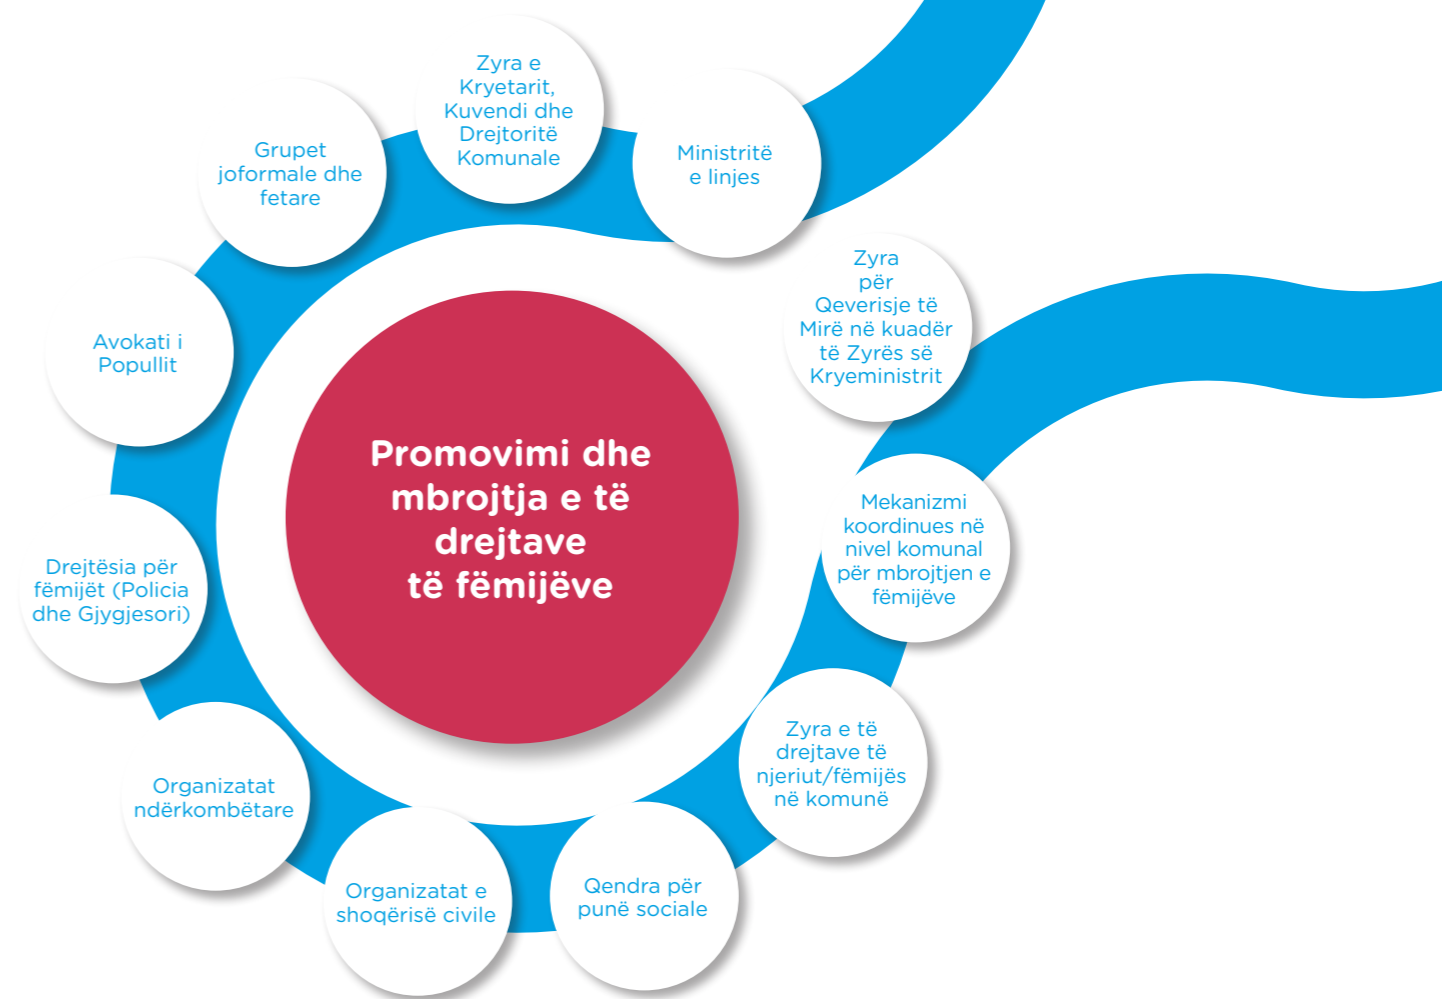 Zyra e
Kryetarit,
Kuvendi dhe
Drejtoritë
Komunale
Ministritë
e linjes
Grupet
joformale dhe
fetare
Zyra
për
Qeverisje të
Mirë në kuadër
të Zyrës së
Kryeministrit
Avokati i
Popullit
Promovimi dhe
mbrojtja e të
drejtave
të fëmijëve
Mekanizmi
koordinues në
nivel komunal
për mbrojtjen e
fëmijëve
Drejtësia për
fëmijët (Policia
dhe Gjygjesori)
Zyra e të
drejtave të
njeriut/fëmijës
në komunë
Organizatat
ndërkombëtare
Organizatat e
shoqërisë civile
Qendra për
punë sociale